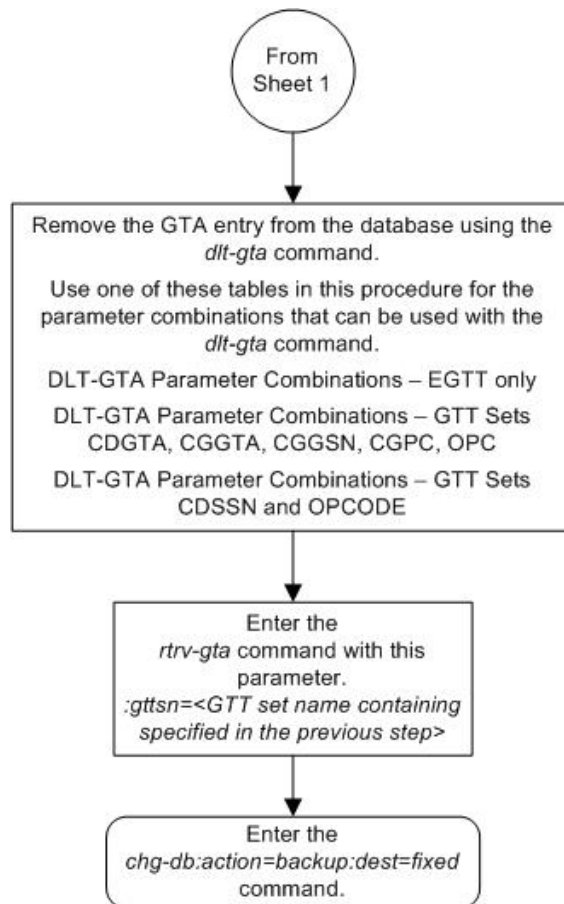 From
Sheet 1
Remove the GTA entry from the database using the
dlt-gta command.
Use one of these tables in this procedure for the
parameter combinations that can be used with the
dlt-gta command.
DLT-GTA Parameter Combinations – EGTT only
DLT-GTA Parameter Combinations – GTT Sets
CDGTA, CGGTA, CGGSN, CGPC, OPC
DLT-GTA Parameter Combinations – GTT Sets
CDSSN and OPCODE
Enter the
rtrv-gta command with this
parameter.
:gttsn=<GTT set name containing
specified in the previous step>
Enter the
chg-db:action=backup:dest=fixed
command.